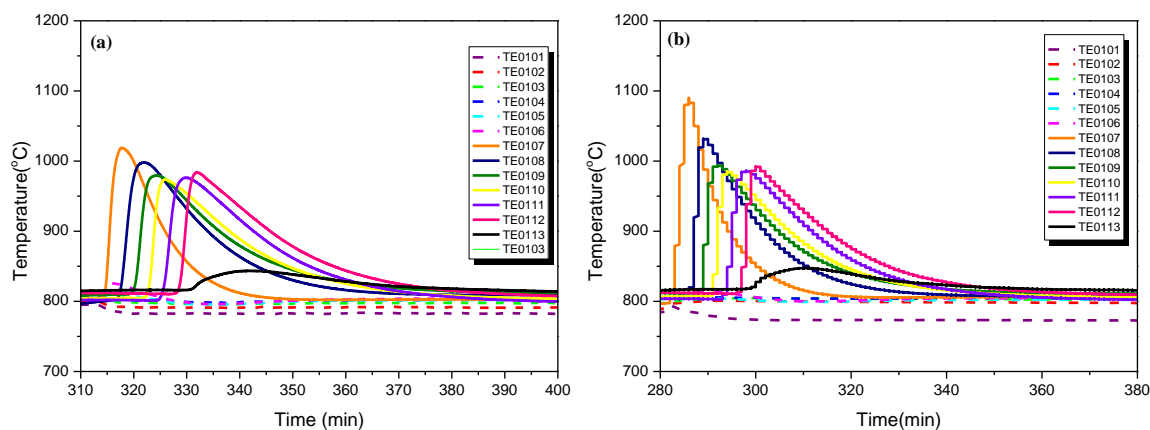 (a)
1200
1100
1000
900
800
700
Temperature(°C)
310 320 330 340 350 360 370 380 390 400
Time (min)
TE0101
TE0102
TE0103
TE0104
TE0105
TE0106
TE0107
TE0108
TE0109
TE0110
TE0111
TE0112
TE0113
TE0103
(b)
1200
1100
1000
900
800
700
Temperature(°C)
280 300 320 340 360 380
Time(min)
TE0101
TE0102
TE0103
TE0104
TE0105
TE0106
TE0107
TE0108
TE0109
TE0110
TE0111
TE0112
TE0113